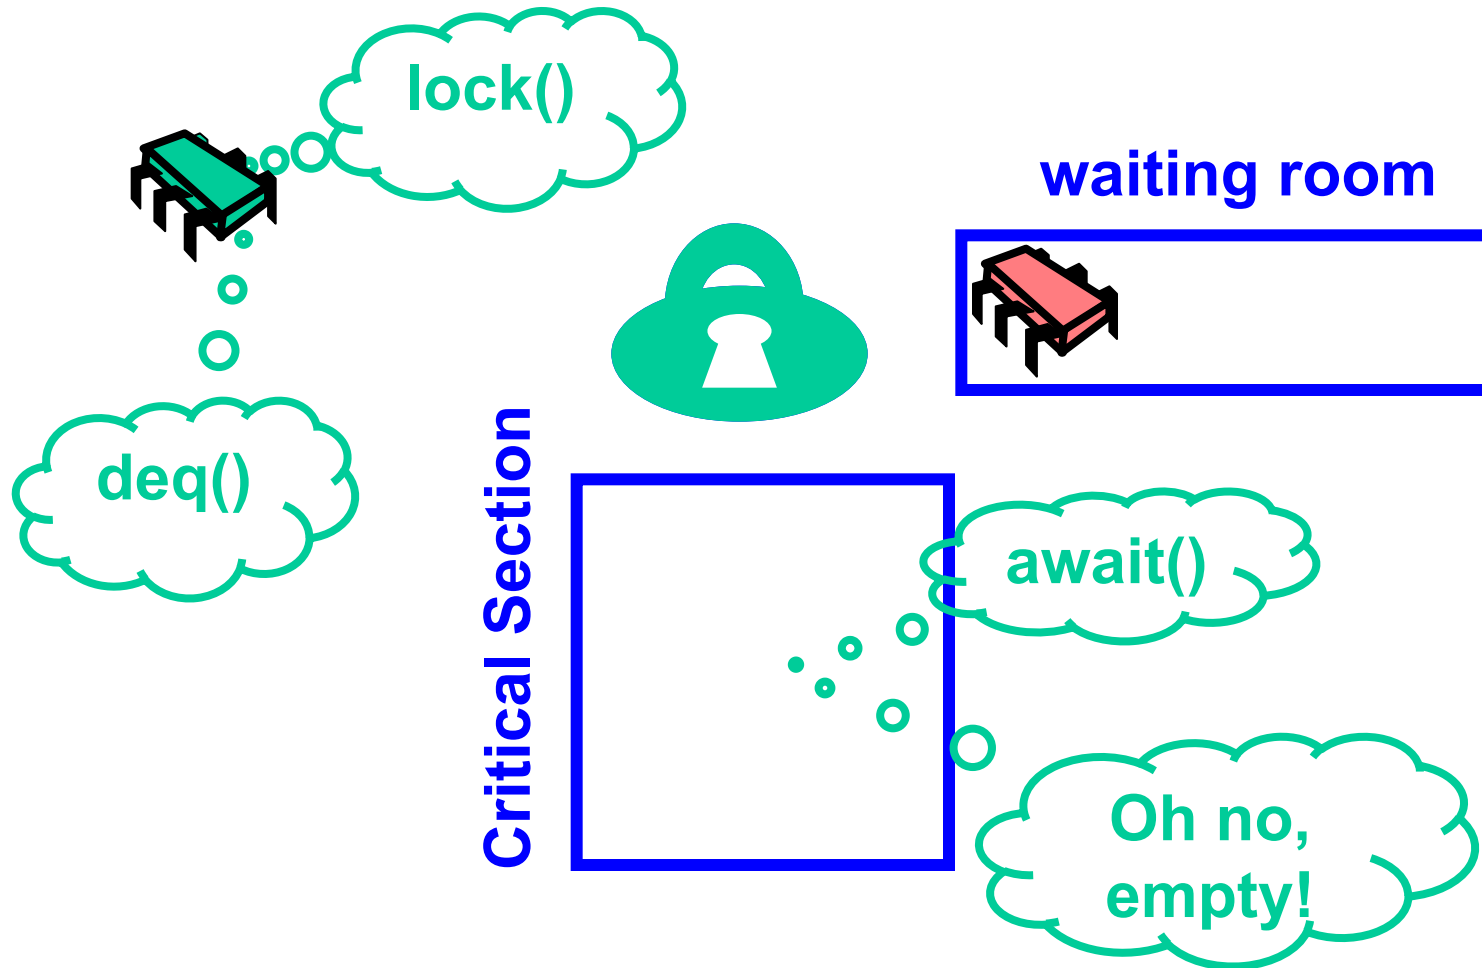 lock()
waiting room
deq()
Critical Section
await()
Oh no,
empty!